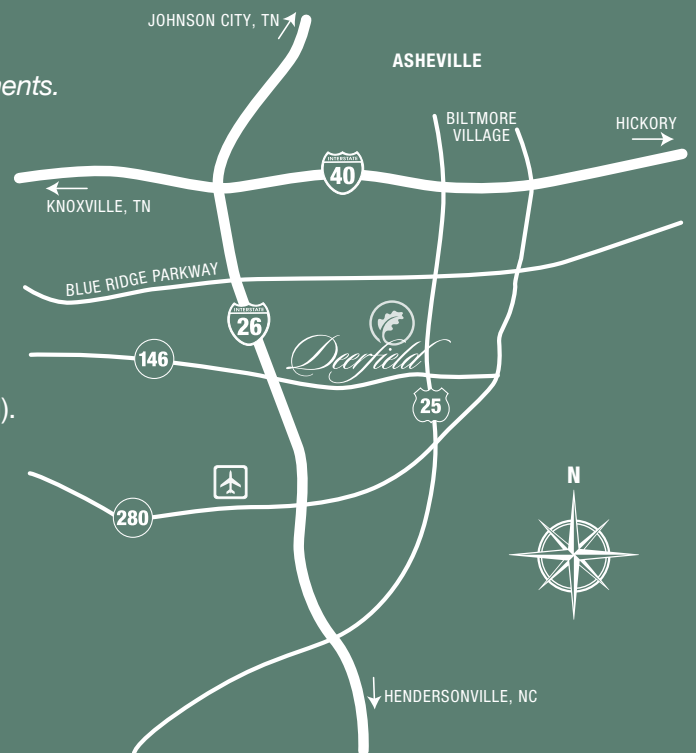 JOHNSON CITY, TN
ASHEVILLE
ents.
BILTMORE
VILLAGE
HICKORY
INTERSTATE
40
KNOXVILLE, TN
BLUE RIDGE PARKWAY
INTERSTATE
26
Deerfield
146
25
).
N
280
HENDERSONVILLE, NC